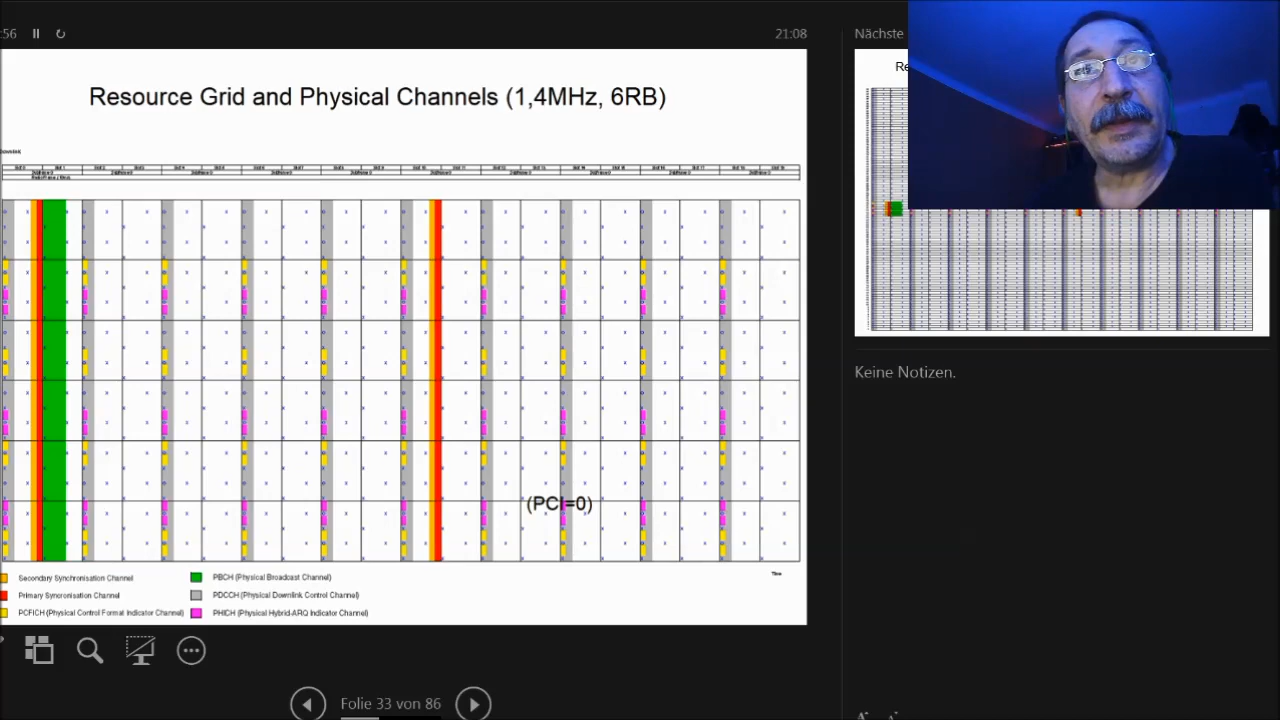 :56
21:08
Nächste
Resource Grid and Physical Channels (1,4MHz, 6RB)
Re
(PCI=0)
Time
Secondary Synchronisation Channel
PBCH (Physical Broadcast Channel)
Primary Syncronisation Channel
PDCCH (Physical Downlink Control Channel)
PCFICH (Physical Control Format Indicator Channel)
PHICH (Physical Hybrid-ARQ Indicator Channel)
Keine Notizen.
Folie 33 von 86